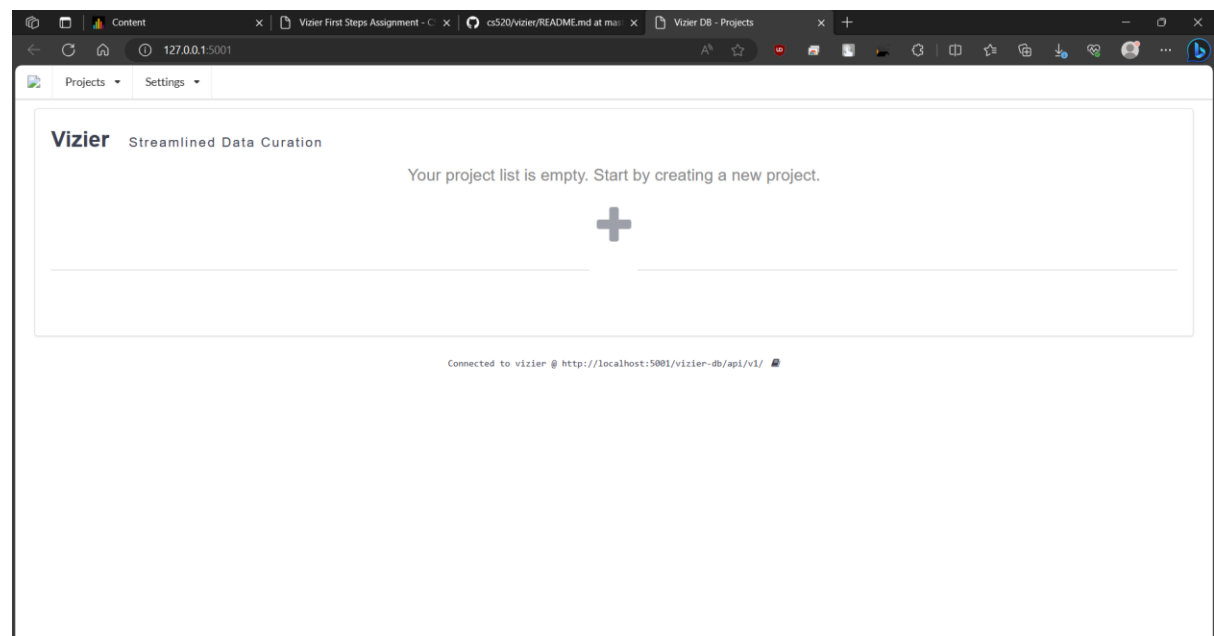 Content
Vizier First Steps Assignment - C
cs520/vizier/README.md at mas
Vizier DB - Projects
127.0.0.1:5001
Projects
Settings
Vizier Streamlined Data Curation
Your project list is empty. Start by creating a new project.
Connected to vizier @ http://localhost:5001/vizier-db/api/v1/